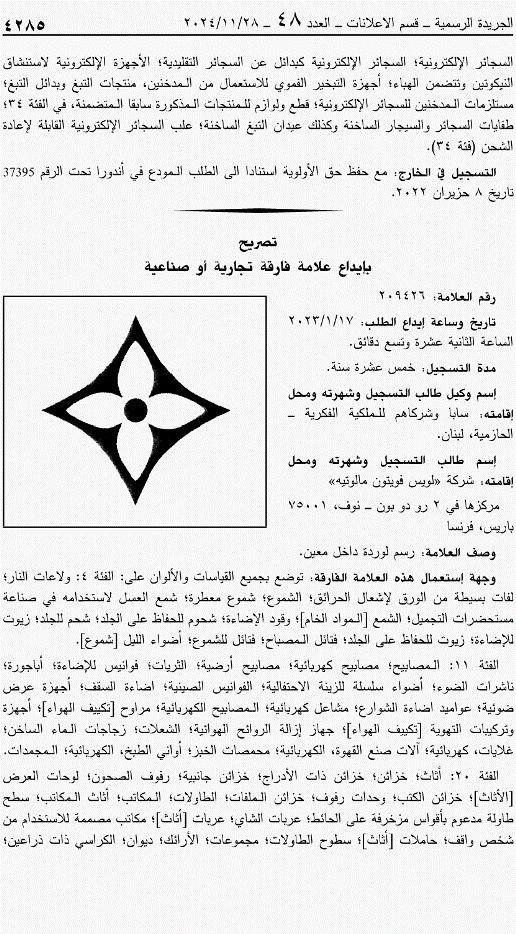 الجريدة الرسمية ــ قسم الاعلانات ــ العدد ٤٨ ــ ٢٠٢٤/١١/٢٨
٤٢٨٥
السجائر الإلكترونية؛ السجائر الإلكترونية كبدائل عن السجائر التقليدية؛ الأجهزة الإلكترونية لاستنشاق
النيكوتين وتتضمن الهباء؛ أجهزة التبخير الفموي للاستعمال من المدخنين، منتجات التبغ وبدائل التبغ؛
مستلزمات المدخنين للسجائر الإلكترونية؛ قطع ولوازم للمنتجات المذكورة سابقا المتضمنة، في الفئة ٣٤؛
طفايات السجائر والسيجار الساخنة وكذلك عيدان التبغ الساخنة؛ علب السجائر الإلكترونية القابلة لإعادة
الشحن (فئة ٣٤).
التسجيل في الخارج: مع حفظ حق الأولوية استنادا الى الطلب المودع في أندورا تحت الرقم 37395
تاريخ ٨ حزيران ٢٠٢٢.
تصريح
بإيداع علامة فارقة تجارية أو صناعية
رقم العلامة: ٢٠٩٤٢٦
تاريخ وساعة إيداع الطلب: ٢٠٢٣/١/١٧
الساعة الثانية عشرة وتسع دقائق.
مدة التسجيل: خمس عشرة سنة.
إسم وكيل طالب التسجيل وشهرته ومحل
إقامته: سابا وشركاهم للملكية الفكرية ــ
الحازمية، لبنان.
إسم طالب التسجيل وشهرته ومحل
إقامته: شركة «لويس فويتون مالوتيه»
مركزها في ٢ رو دو بون ــ نوف، ٧٥٠٠١
باريس، فرنسا
وصف العلامة: رسم لوردة داخل معين.
وجهة إستعمال هذه العلامة الفارقة: توضع بجميع القياسات والألوان على: الفئة ٤: ولاعات النار؛
لفات بسيطة من الورق لإشعال الحرائق؛ الشموع؛ شموع معطرة؛ شمع العسل لاستخدامه في صناعة
مستحضرات التجميل؛ الشمع [المواد الخام]؛ وقود الإضاءة؛ شحوم للحفاظ على الجلد؛ شحم للجلد؛ زيوت
للإضاءة؛ زيوت للحفاظ على الجلد؛ فتائل المصباح؛ فتائل للشموع؛ أضواء الليل [شموع].
الفئة ١١: المصابيح؛ مصابيح كهربائية؛ مصابيح أرضية؛ الثريات؛ فوانيس للإضاءة؛ أباجورة؛
ناشرات الضوء؛ أضواء سلسلة للزينة الاحتفالية؛ الفوانيس الصينية؛ اضاءة السقف؛ أجهزة عرض
ضوئية؛ عواميد اضاءة الشوارع؛ مشاعل كهربائية؛ المصابيح الكهربائية؛ مراوح [تكييف الهواء]؛ أجهزة
وتركيبات التهوية [تكييف الهواء]؛ جهاز إزالة الروائح الهوائية؛ الشعلات؛ زجاجات الماء الساخن؛
غلايات، كهربائية؛ آلات صنع القهوة، الكهربائية؛ محمصات الخبز؛ أواني الطبخ، الكهربائية؛ المجمدات.
الفئة ٢٠: أثاث؛ خزائن؛ خزائن ذات الأدراج؛ خزائن جانبية؛ رفوف الصحون؛ لوحات العرض
[الأثاث]؛ خزائن الكتب؛ وحدات رفوف؛ خزائن الملفات؛ الطاولات؛ المكاتب؛ أثاث المكاتب؛ سطح
طاولة مدعوم بأقواس مزخرفة على الحائط؛ عربات الشاي؛ عربات [أثاث]؛ مكاتب مصممة للاستخدام من
شخص واقف؛ حاملات [أثاث]؛ سطوح الطاولات؛ مجموعات؛ الأرائك؛ ديوان؛ الكراسي ذات ذراعين؛